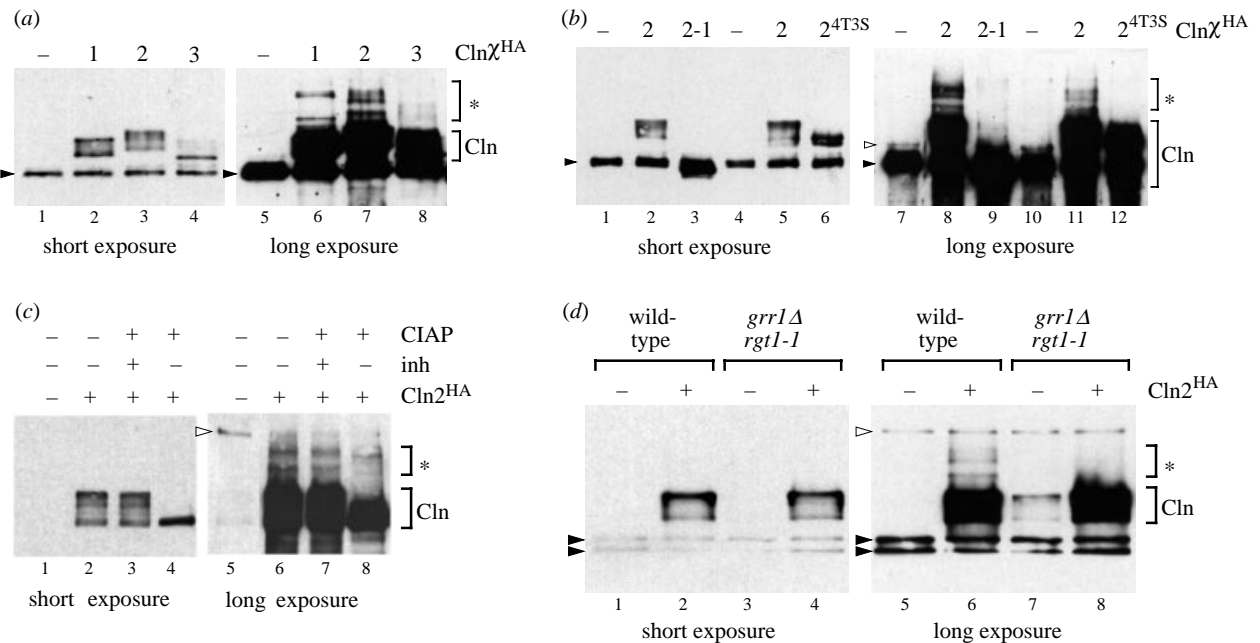 (a)
– 1 2 3 – 1 2 3 ClnχHA
*
Cln
1 2 3 4 5 6 7 8
short exposure long exposure
(b)
– 2 2-1 – 2 2⁴ᵀ³ˢ – 2 2-1 – 2 2⁴ᵀ³ˢ ClnχHA
*
Cln
1 2 3 4 5 6 7 8 9 10 11 12
short exposure long exposure
(c)
– – + + – – + + CIAP
– – + – – – + – inh
– + + + – + + + Cln2HA
*
Cln
1 2 3 4 5 6 7 8
short exposure long exposure
(d)
wild-type grr1Δ rgt1-1 wild-type grr1Δ rgt1-1
– + – + – + – + Cln2HA
*
Cln
1 2 3 4 5 6 7 8
short exposure long exposure